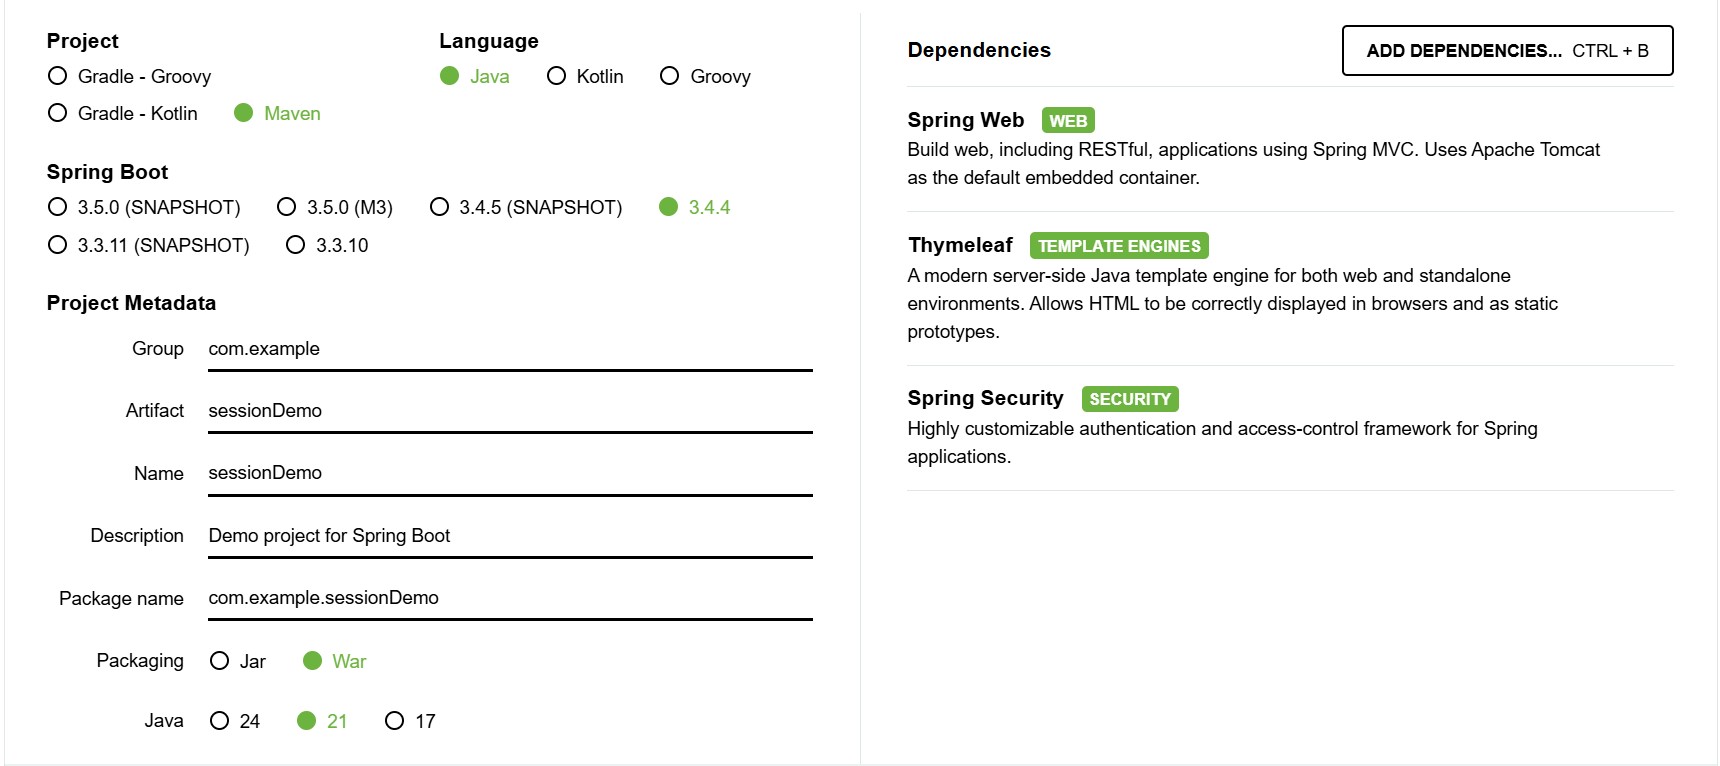 Project
Gradle - Groovy
Gradle - Kotlin Maven
Language
Java Kotlin Groovy
Spring Boot
3.5.0 (SNAPSHOT) 3.5.0 (M3) 3.4.5 (SNAPSHOT) 3.4.4
3.3.11 (SNAPSHOT) 3.3.10
Project Metadata
Group com.example
Artifact sessionDemo
Name sessionDemo
Description Demo project for Spring Boot
Package name com.example.sessionDemo
Packaging Jar War
Java 24 21 17
Dependencies ADD DEPENDENCIES... CTRL + B
Spring Web WEB
Build web, including RESTful, applications using Spring MVC. Uses Apache Tomcat
as the default embedded container.
Thymeleaf TEMPLATE ENGINES
A modern server-side Java template engine for both web and standalone
environments. Allows HTML to be correctly displayed in browsers and as static
prototypes.
Spring Security SECURITY
Highly customizable authentication and access-control framework for Spring
applications.